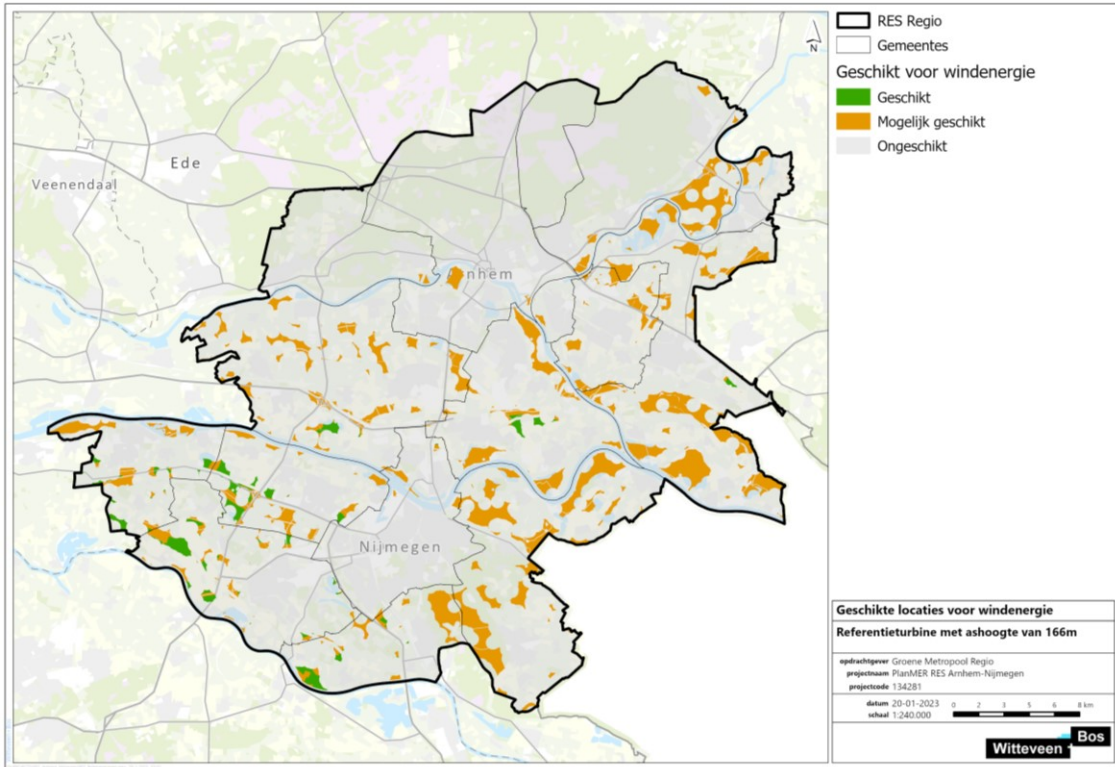 N
Ede
Veenendaal
Arnhem
Nijmegen
RES Regio
Gemeentes
Geschikt voor windenergie
Geschikt
Mogelijk geschikt
Ongeschikt
Geschikte locaties voor windenergie
Referentieturbine met ashoogte van 166m
opdrachtgever Groene Metropool Regio
projectnaam PlanMER RES Arnhem-Nijmegen
projectcode 134281
datum 20-01-2023
schaal 1:240.000
0 2 3 5 6 8 km
Witteveen + Bos